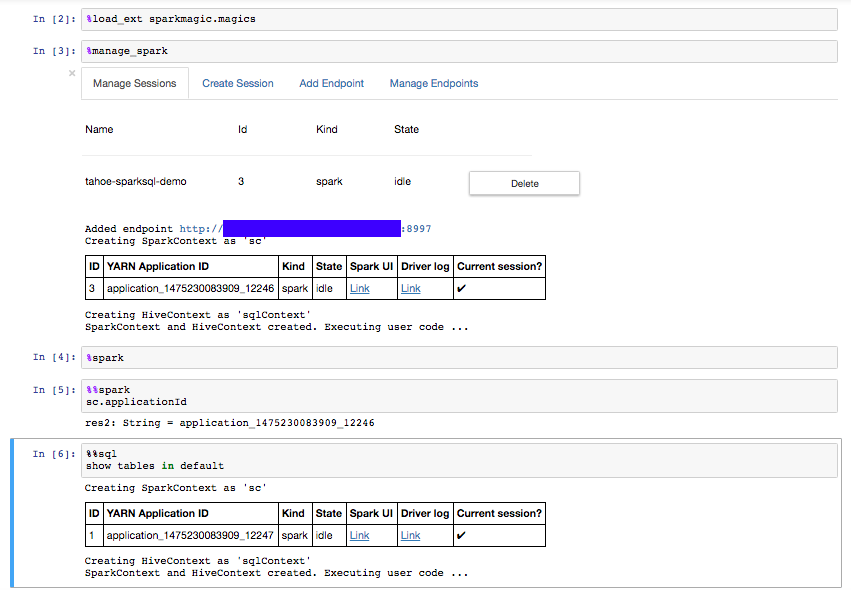 In [2]: %load_ext sparkmagic.magics
In [3]: %manage_spark
×
Manage Sessions Create Session Add Endpoint Manage Endpoints
Name Id Kind State
tahoe-sparksql-demo 3 spark idle Delete
Added endpoint http:// :8997
Creating SparkContext as 'sc'
ID YARN Application ID Kind State Spark UI Driver log Current session?
3 application_1475230083909_12246 spark idle Link Link ✔
Creating HiveContext as 'sqlContext'
SparkContext and HiveContext created. Executing user code ...
In [4]: %spark
In [5]: %%spark
sc.applicationId
res2: String = application_1475230083909_12246
In [6]: %%sql
show tables in default
Creating SparkContext as 'sc'
ID YARN Application ID Kind State Spark UI Driver log Current session?
1 application_1475230083909_12247 spark idle Link Link ✔
Creating HiveContext as 'sqlContext'
SparkContext and HiveContext created. Executing user code ...